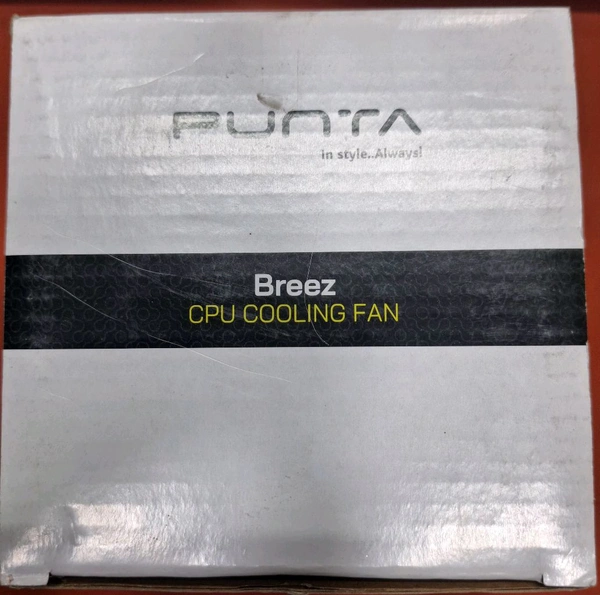 PUNTA
in style..Always!
Breez
CPU COOLING FAN